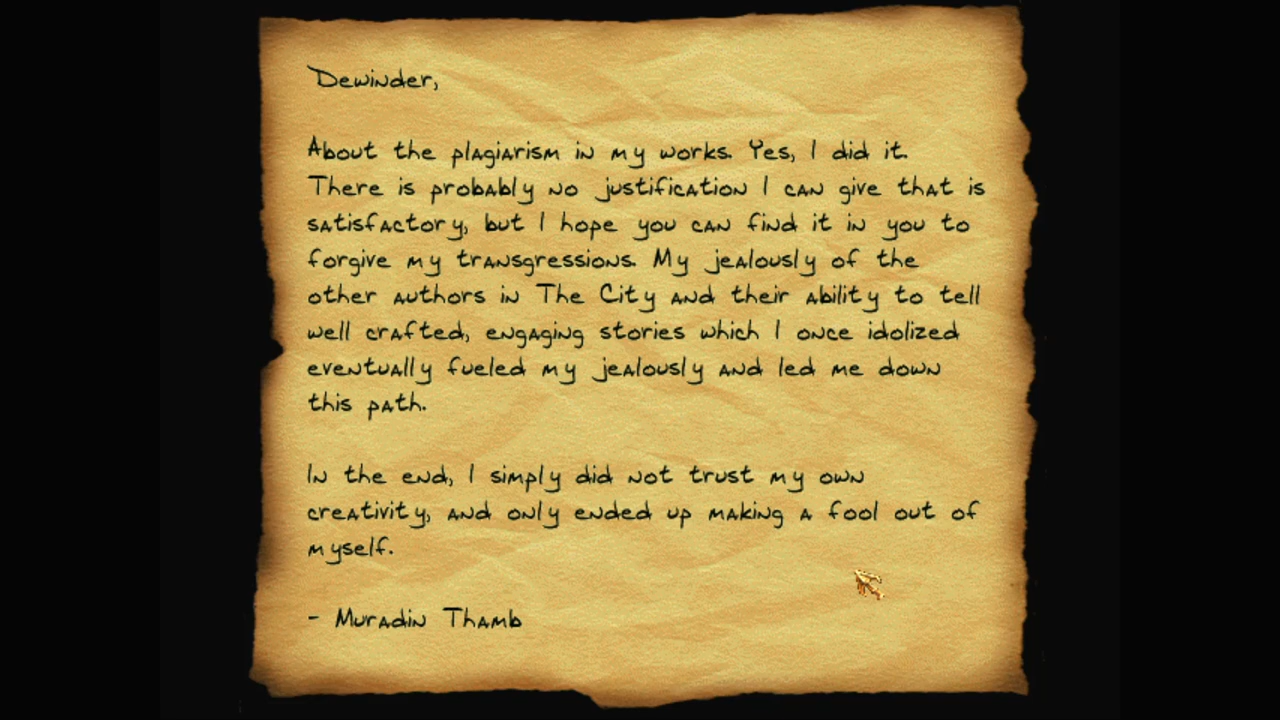 Dewinder,
About the plagiarism in my works. Yes, I did it.
There is probably no justification I can give that is
satisfactory, but I hope you can find it in you to
forgive my transgressions. My jealously of the
other authors in The City and their ability to tell
well crafted, engaging stories which I once idolized
eventually fueled my jealously and led me down
this path.
In the end, I simply did not trust my own
creativity, and only ended up making a fool out of
myself.
- Muradin Thamb